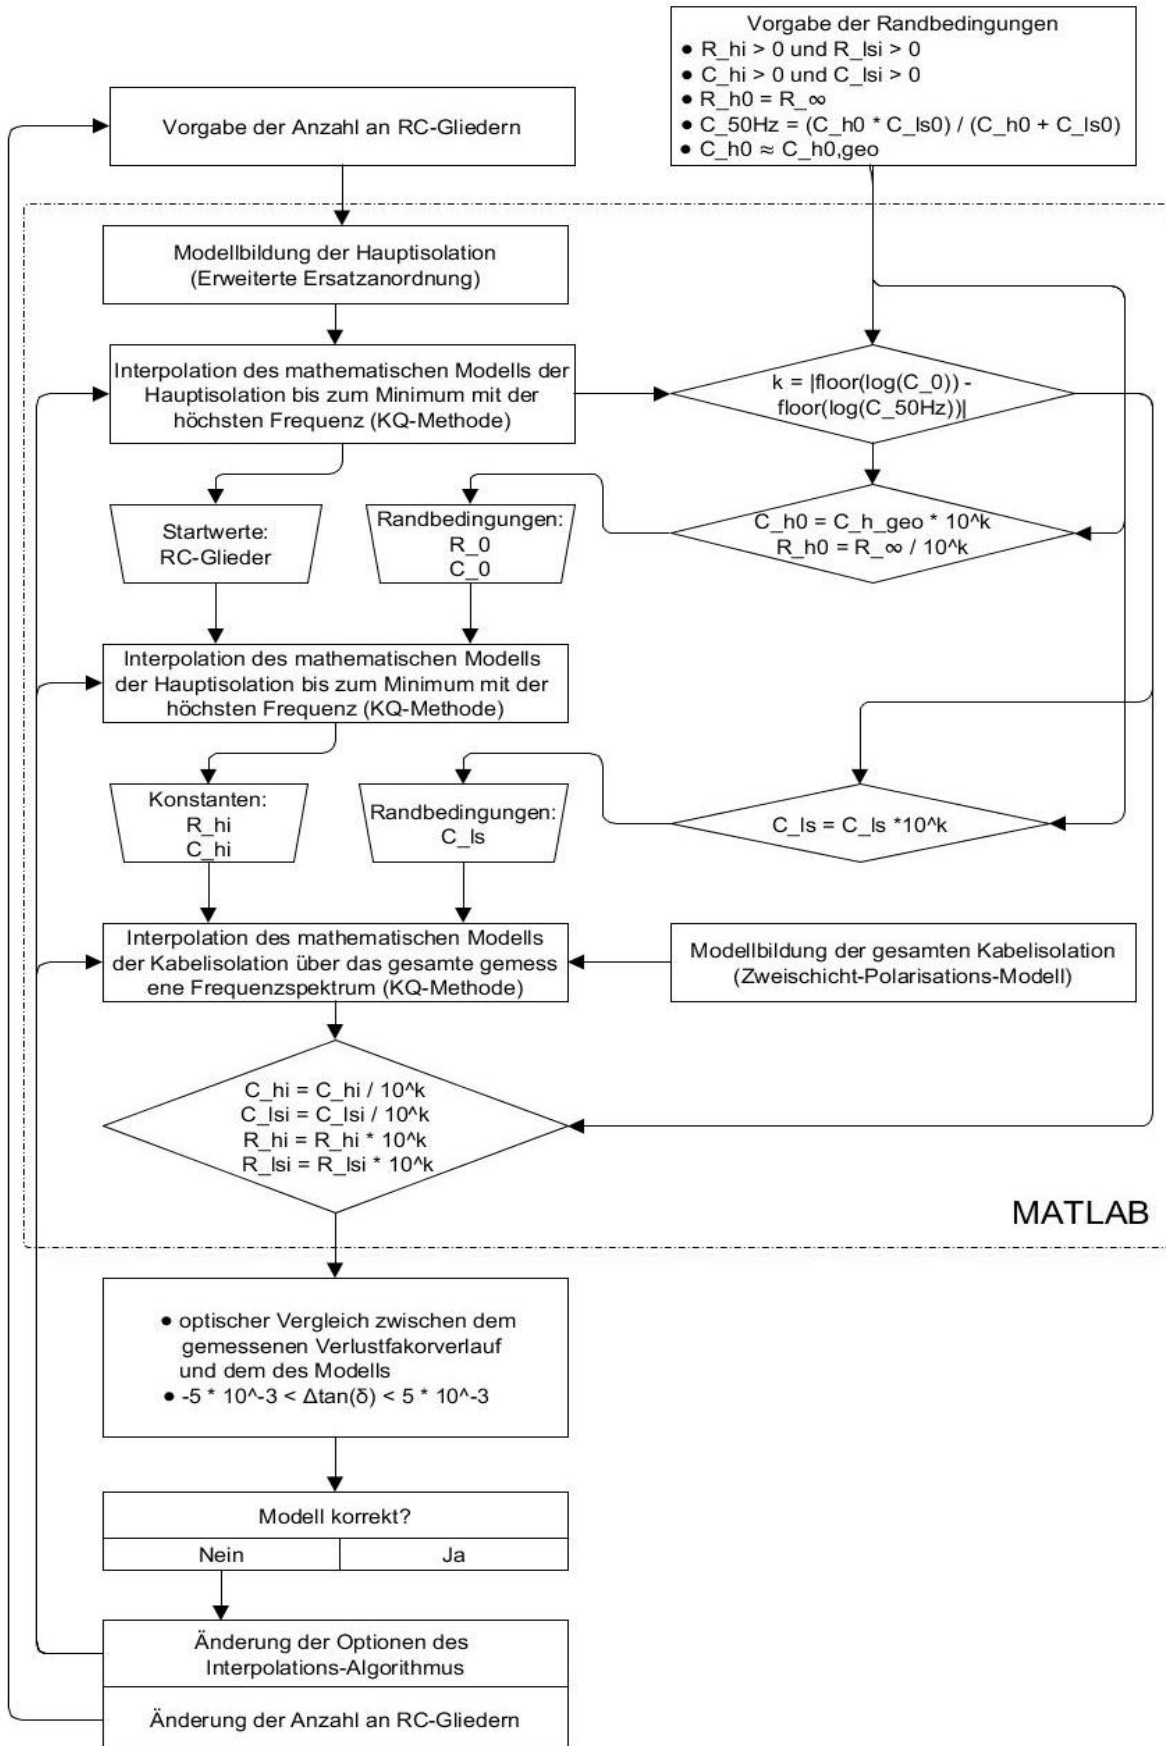 Vorgabe der Randbedingungen
● R_hi > 0 und R_lsi > 0
● C_hi > 0 und C_lsi > 0
● R_h0 = R_∞
● C_50Hz = (C_h0 * C_ls0) / (C_h0 + C_ls0)
● C_h0 ≈ C_h0,geo
Vorgabe der Anzahl an RC-Gliedern
Modellbildung der Hauptisolation
(Erweiterte Ersatzanordnung)
Interpolation des mathematischen Modells der
Hauptisolation bis zum Minimum mit der
höchsten Frequenz (KQ-Methode)
k = |floor(log(C_0)) -
floor(log(C_50Hz))|
C_h0 = C_h_geo * 10^k
R_h0 = R_∞ / 10^k
Startwerte:
RC-Glieder
Randbedingungen:
R_0
C_0
Interpolation des mathematischen Modells
der Hauptisolation bis zum Minimum mit der
höchsten Frequenz (KQ-Methode)
Konstanten:
R_hi
C_hi
Randbedingungen:
C_ls
C_ls = C_ls *10^k
Interpolation des mathematischen Modells
der Kabelisolation über das gesamte gemess
ene Frequenzspektrum (KQ-Methode)
Modellbildung der gesamten Kabelisolation
(Zweischicht-Polarisations-Modell)
C_hi = C_hi / 10^k
C_lsi = C_lsi / 10^k
R_hi = R_hi * 10^k
R_lsi = R_lsi * 10^k
MATLAB
● optischer Vergleich zwischen dem
gemessenen Verlustfakorverlauf
und dem des Modells
● -5 * 10^-3 < Δtan(δ) < 5 * 10^-3
Modell korrekt?
Nein
Ja
Änderung der Optionen des
Interpolations-Algorithmus
Änderung der Anzahl an RC-Gliedern